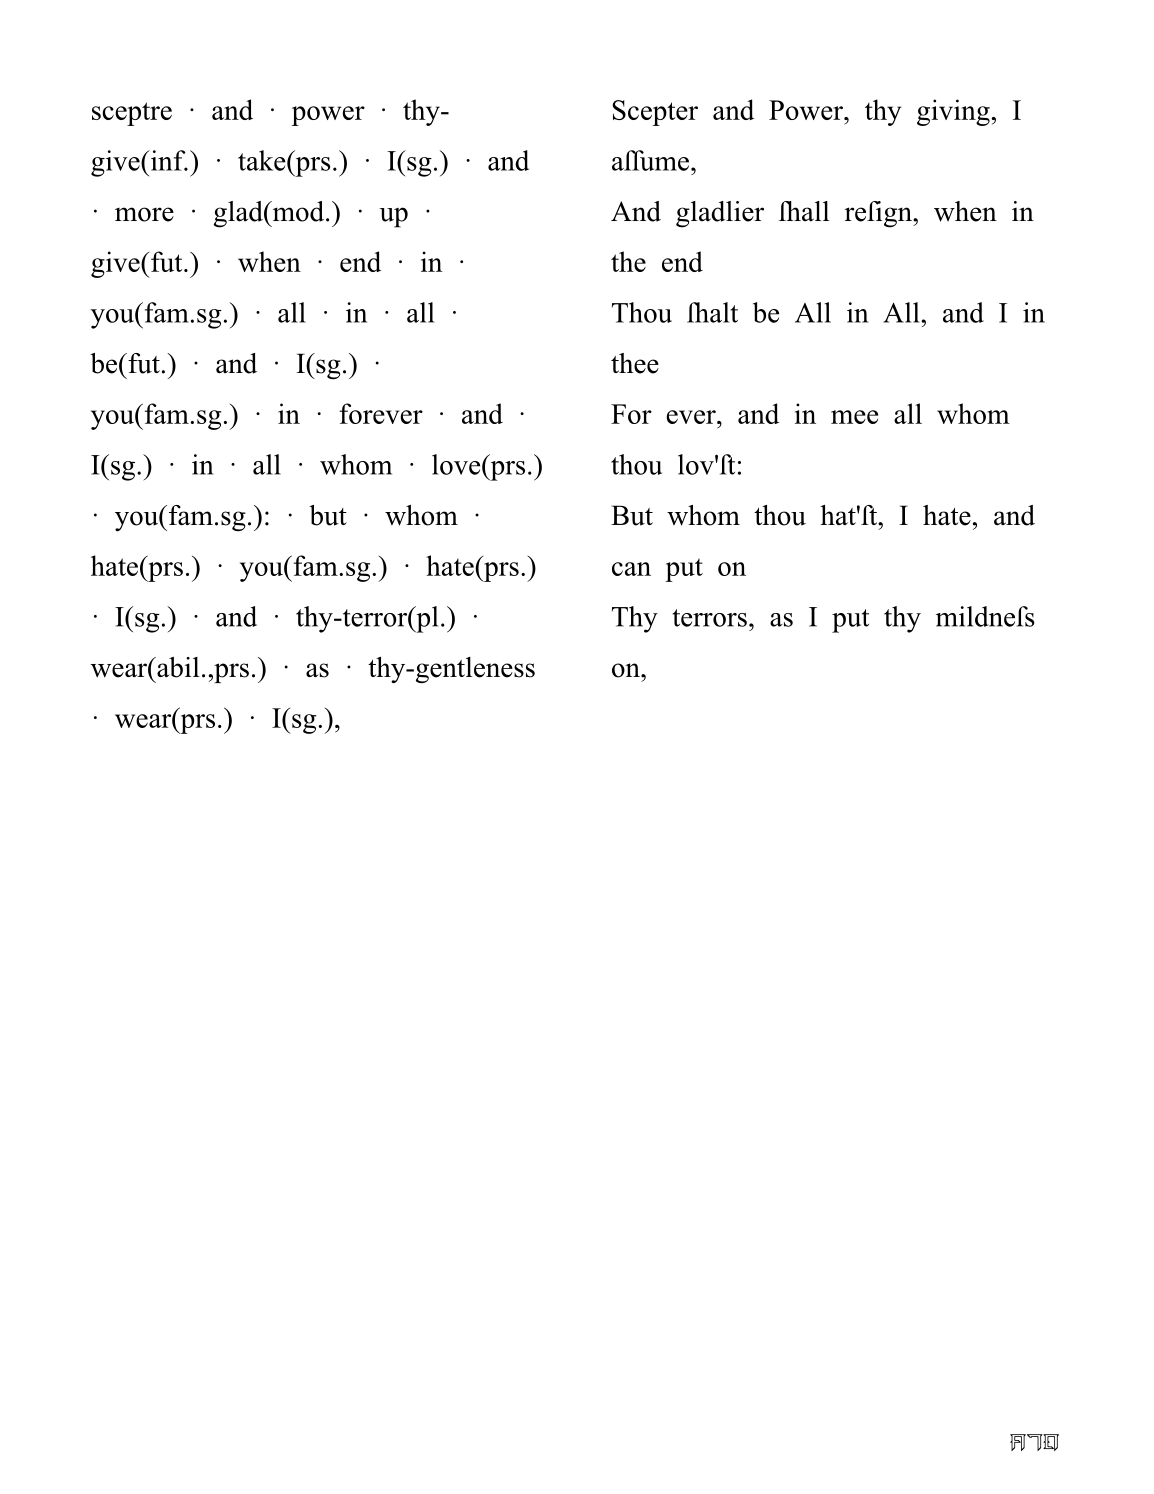 sceptre · and · power · thy-
give(inf.) · take(prs.) · I(sg.) · and
· more · glad(mod.) · up ·
give(fut.) · when · end · in ·
you(fam.sg.) · all · in · all ·
be(fut.) · and · I(sg.) ·
you(fam.sg.) · in · forever · and ·
I(sg.) · in · all · whom · love(prs.)
· you(fam.sg.): · but · whom ·
hate(prs.) · you(fam.sg.) · hate(prs.)
· I(sg.) · and · thy-terror(pl.) ·
wear(abil.,prs.) · as · thy-gentleness
· wear(prs.) · I(sg.),
Scepter and Power, thy giving, I
aſſume,
And gladlier ſhall reſign, when in
the end
Thou ſhalt be All in All, and I in
thee
For ever, and in mee all whom
thou lov'ſt:
But whom thou hat'ſt, I hate, and
can put on
Thy terrors, as I put thy mildneſs
on,